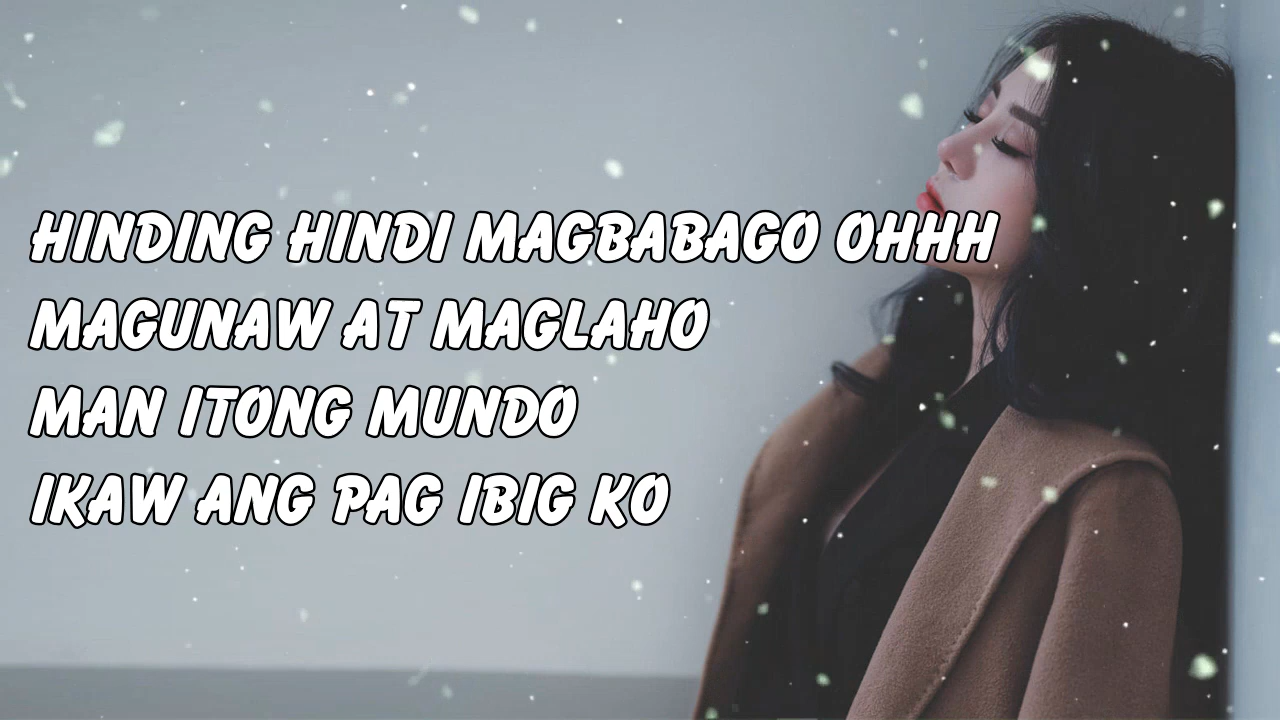 HINDING HINDI MAGBABAGO OHHH
MAGUNAW AT MAGLAHO
MAN ITONG MUNDO
IKAW ANG PAG IBIG KO